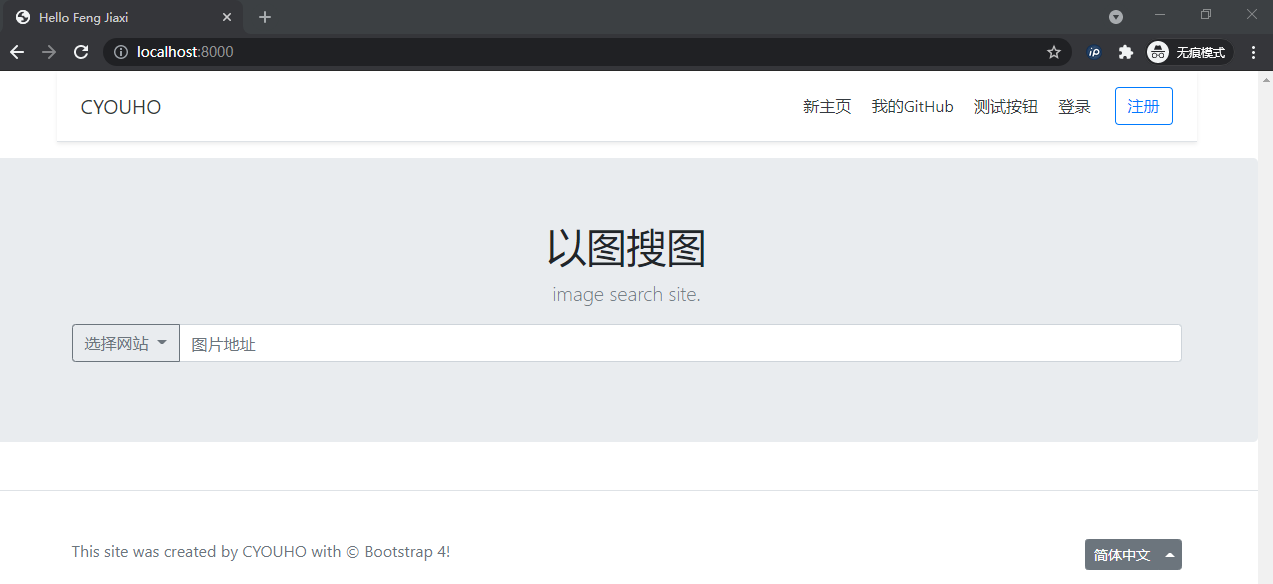 Hello Feng Jiaxi
localhost:8000
iP
无痕模式
CYOUHO
新主页 我的GitHub 测试按钮 登录 注册
以图搜图
image search site.
选择网站 图片地址
This site was created by CYOUHO with © Bootstrap 4!
简体中文